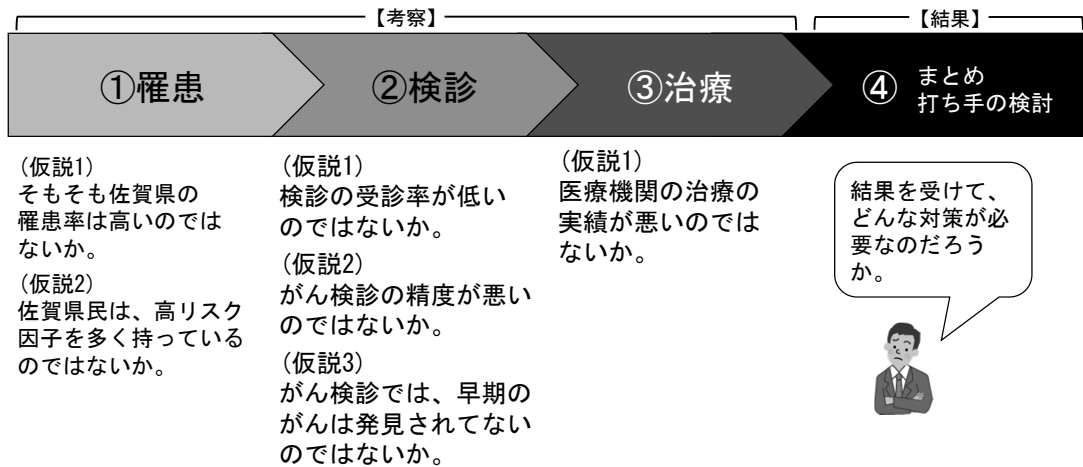 【考察】
【結果】
①罹患
②検診
③治療
④ まとめ
打ち手の検討
(仮説1)
そもそも佐賀県の
罹患率は高いのでは
ないか。
(仮説2)
佐賀県民は、高リスク
因子を多く持っている
のではないか。
(仮説1)
検診の受診率が低い
のではないか。
(仮説2)
がん検診の精度が悪い
のではないか。
(仮説3)
がん検診では、早期の
がんは発見されてない
のではないか。
(仮説1)
医療機関の治療の
実績が悪いのでは
ないか。
結果を受けて、
どんな対策が必
要なのだろう
か。